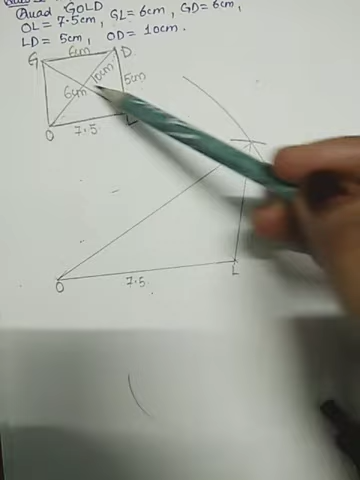 Quad GOLD
OL = 7.5cm, GL = 6cm, GD = 6cm,
LD = 5cm, OD = 10cm.
6cm
G D
10cm
5cm
6cm
O 7.5 L
O 7.5. L